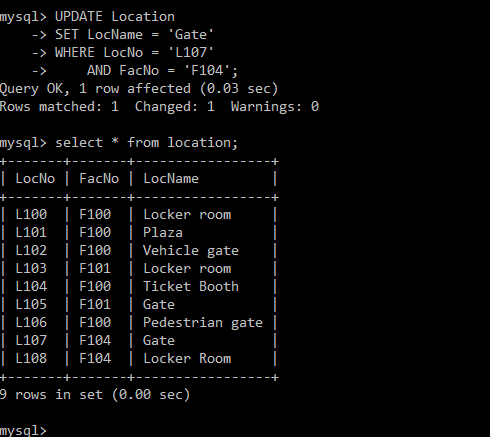 mysql> UPDATE Location
    -> SET LocName = 'Gate'
    -> WHERE LocNo = 'L107'
    ->     AND FacNo = 'F104';
Query OK, 1 row affected (0.03 sec)
Rows matched: 1  Changed: 1  Warnings: 0

mysql> select * from location;
+-------+-------+-----------------+
| LocNo | FacNo | LocName         |
+-------+-------+-----------------+
| L100  | F100  | Locker room     |
| L101  | F100  | Plaza           |
| L102  | F100  | Vehicle gate    |
| L103  | F101  | Locker room     |
| L104  | F100  | Ticket Booth    |
| L105  | F101  | Gate            |
| L106  | F100  | Pedestrian gate |
| L107  | F104  | Gate            |
| L108  | F104  | Locker Room     |
+-------+-------+-----------------+
9 rows in set (0.00 sec)

mysql>